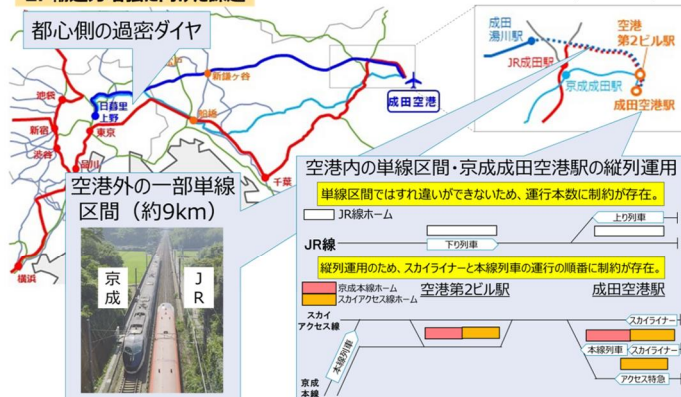 都心側の過密ダイヤ
新鎌ヶ谷
池袋
日暮里
上野
船橋
新宿
東京
渋谷
品川
千葉
横浜
成田空港
成田
湯川駅
空港
第2ビル駅
JR成田駅
京成成田駅
成田空港駅
空港外の一部単線
区間（約9km）
京成
JR
空港内の単線区間・京成成田空港駅の縦列運用
単線区間ではすれ違いができないため、運行本数に制約が存在。
JR線ホーム
上り列車
JR線
下り列車
縦列運用のため、スカイライナーと本線列車の運行の順番に制約が存在。
京成本線ホーム
スカイアクセス線ホーム
空港第2ビル駅
成田空港駅
スカイ
アクセス線
スカイライナー
本線列車
本線列車
スカイライナー
アクセス特急
京成
本線